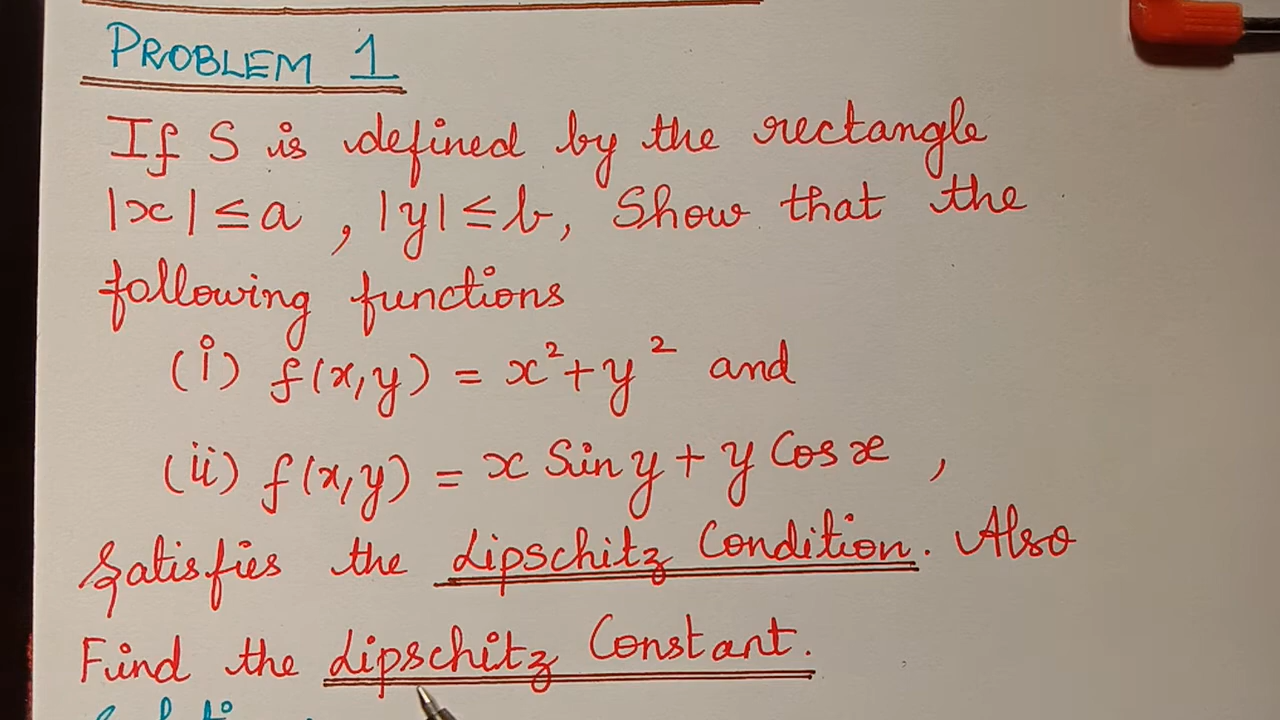 PROBLEM 1
If S is defined by the rectangle
|x| ≤ a , |y| ≤ b, Show that the
following functions
(i) f(x,y) = x² + y² and
(ii) f(x,y) = x Sin y + y Cos x ,
Satisfies the Lipschitz Condition. Also
Find the Lipschitz Constant.